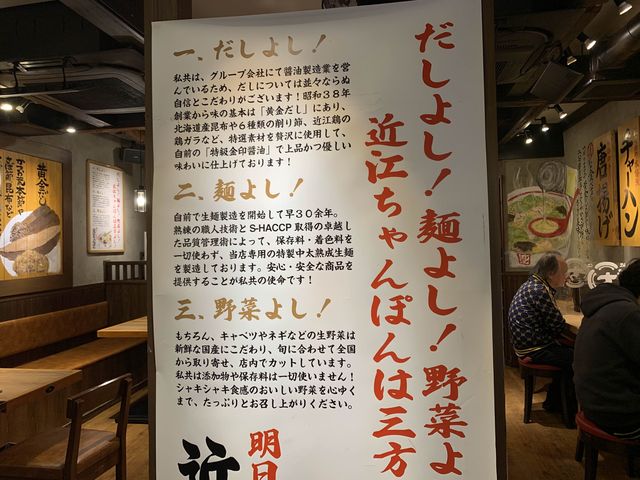 だしよし！麺よし！野菜よ
近江ちゃんぽんは三方
一、だしよし！
私共は、グループ会社にて醤油製造業を営
んでいるため、だしについては並々ならぬ
自信とこだわりがございます！昭和３８年
創業から味の基本は「黄金だし」にあり、
北海道産昆布や６種類の削り節、近江鶏の
鶏ガラなど、特選素材を贅沢に使用して、
自前の「特級金印醤油」で上品かつ優しい
味わいに仕上げております！
二、麺よし！
自前で生麺製造を開始して早３０余年。
熟練の職人技術とS-HACCP取得の卓越し
た品質管理術によって、保存料・着色料を
一切使わず、当店専用の特製中太熟成生麺
を製造しております。安心・安全な商品を
提供することが私共の使命です！
三、野菜よし！
もちろん、キャベツやネギなどの生野菜は
新鮮な国産にこだわり、旬に合わせて全国
から取り寄せ、店内でカットしています。
私共は添加物や保存料は一切使いません！
シャキシャキ食感のおいしい野菜を心ゆく
まで、たっぷりとお召し上がりください。
明日
近
黄金だし
チャーハン
唐揚げ